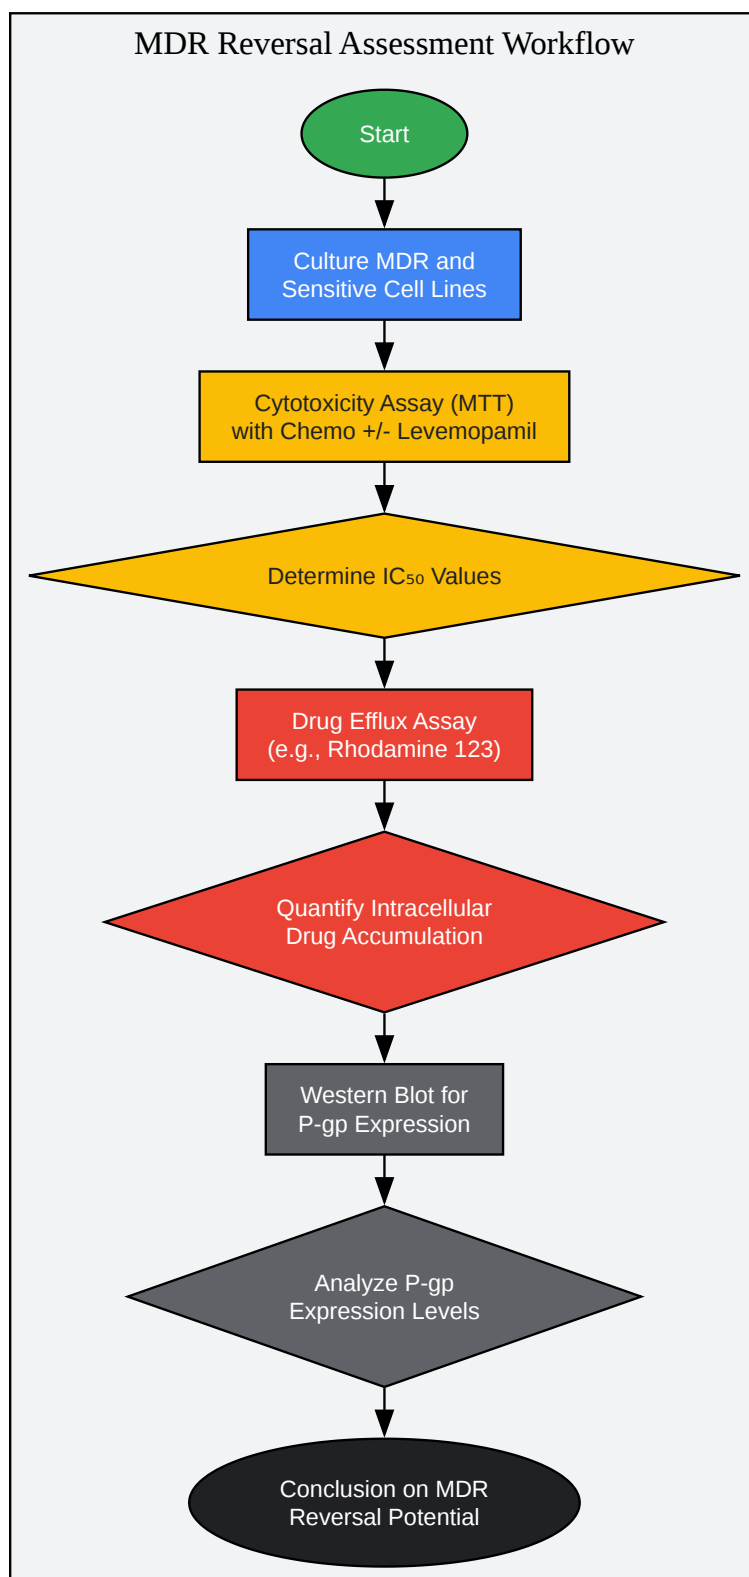 MDR Reversal Assessment Workflow
Start
Culture MDR and
Sensitive Cell Lines
Cytotoxicity Assay (MTT)
with Chemo +/- Levemopamil
Determine IC₅₀ Values
Drug Efflux Assay
(e.g., Rhodamine 123)
Quantify Intracellular
Drug Accumulation
Western Blot for
P-gp Expression
Analyze P-gp
Expression Levels
Conclusion on MDR
Reversal Potential